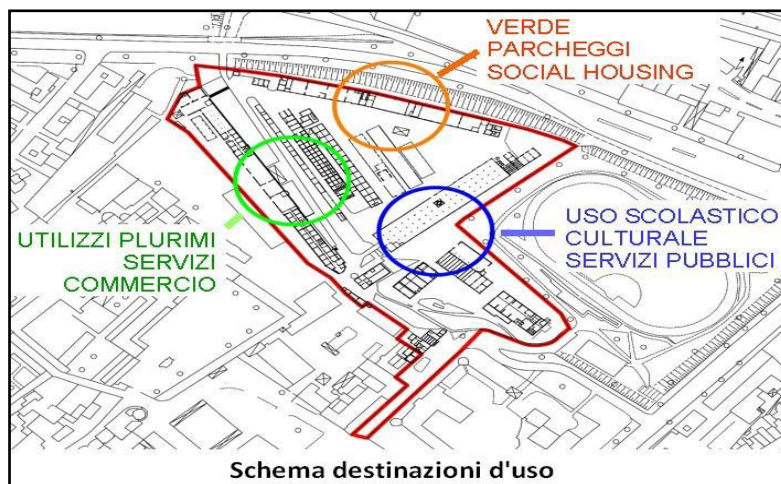 VERDE
PARCHEGGI
SOCIAL HOUSING
UTILIZZI PLURIMI
SERVIZI
COMMERCIO
USO SCOLASTICO
CULTURALE
SERVIZI PUBBLICI
Schema destinazioni d'uso